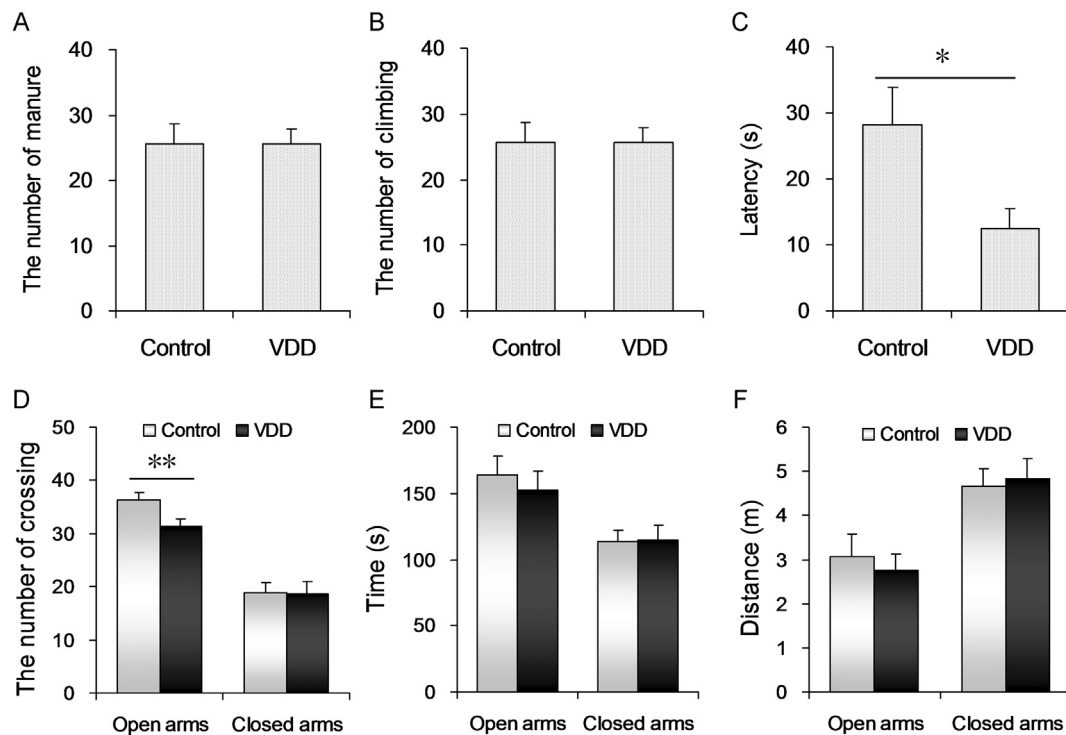 A
The number of manure
40
30
20
10
0
Control VDD
B
The number of climbing
40
30
20
10
0
Control VDD
C
Latency (s)
40
30
20
10
0
*
Control VDD
D
The number of crossing
50
40
30
20
10
0
Control VDD
**
Open arms Closed arms
E
Time (s)
200
150
100
50
0
Control VDD
Open arms Closed arms
F
Distance (m)
6
5
4
3
2
1
0
Control VDD
Open arms Closed arms